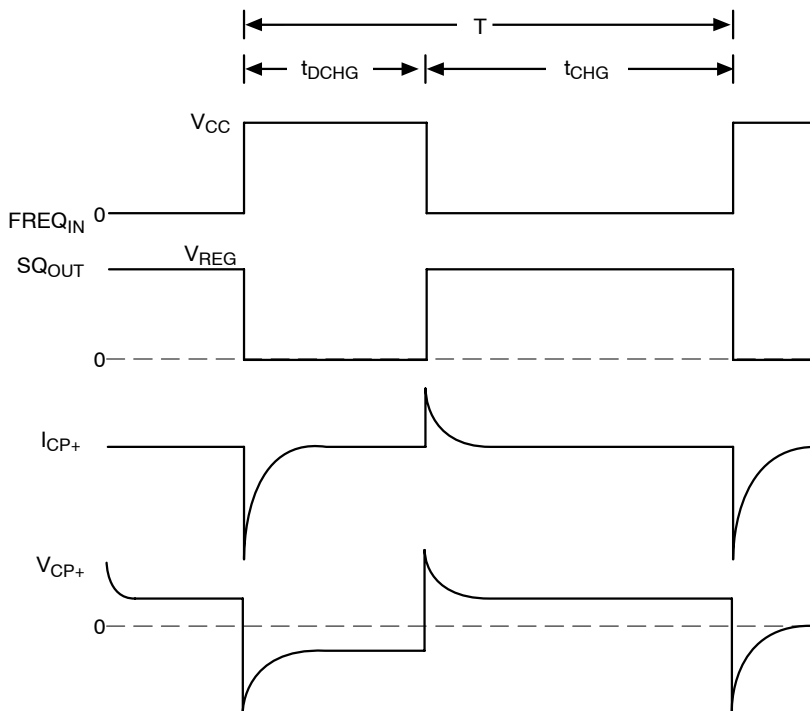 T
tDCHG
tCHG
VCC
0
FREQIN
VREG
SQOUT
0
ICP+
VCP+
0